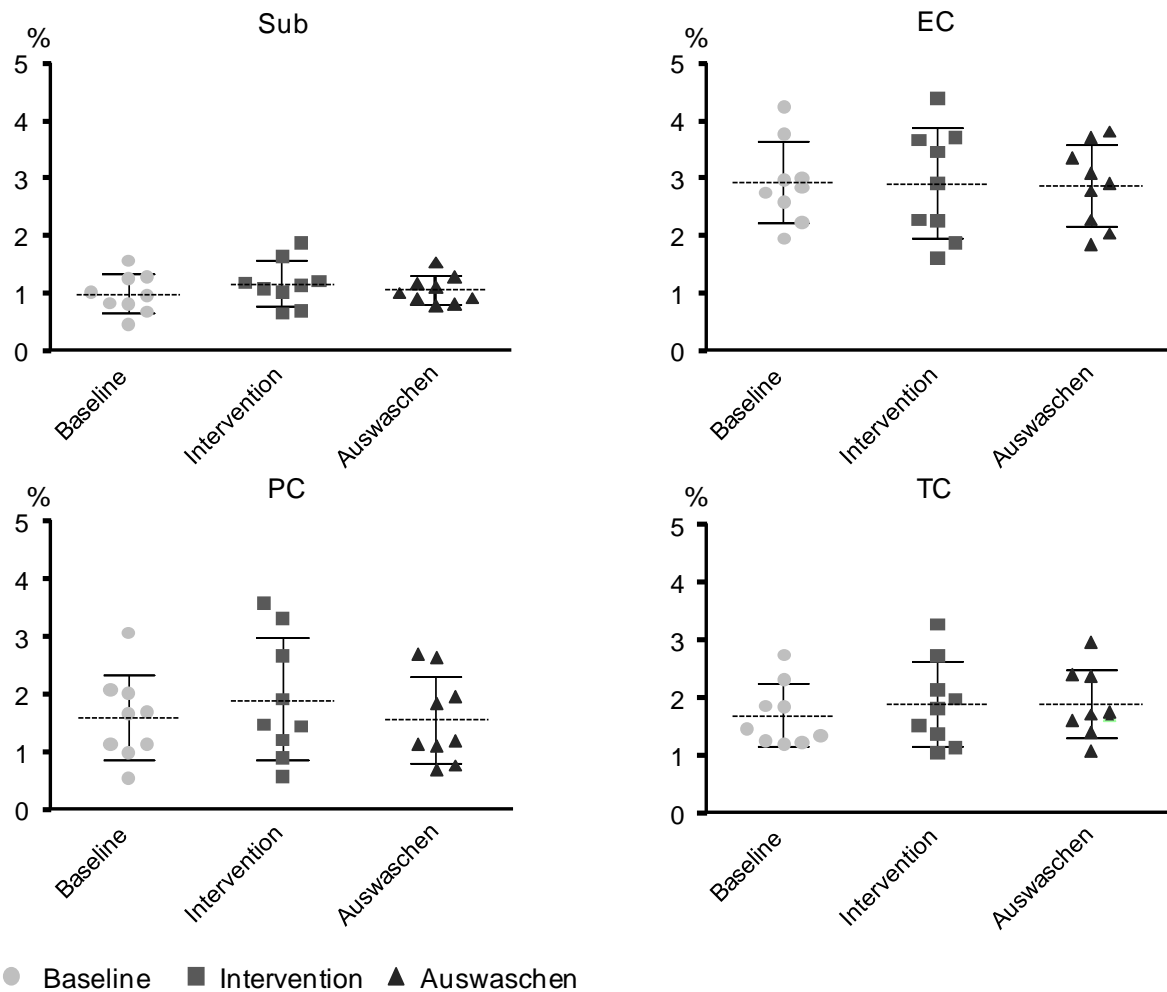 Sub
%
5
4
3
2
1
0
Baseline
Intervention
Auswaschen
EC
%
5
4
3
2
1
0
Baseline
Intervention
Auswaschen
PC
%
5
4
3
2
1
0
Baseline
Intervention
Auswaschen
TC
%
5
4
3
2
1
0
Baseline
Intervention
Auswaschen
Baseline Intervention Auswaschen